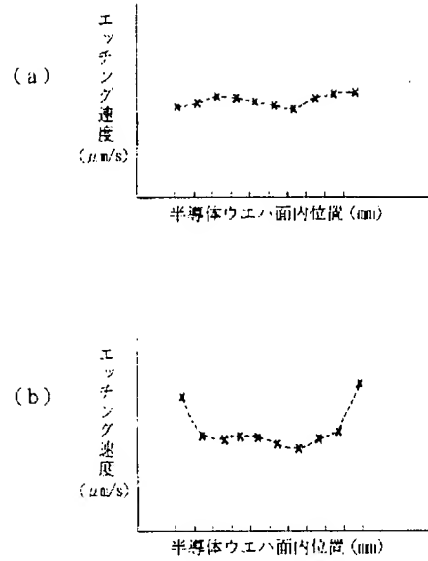 (a)
エッチング速度
(μm/s)
半導体ウエハ面内位置 (mm)
(b)
エッチング速度
(μm/s)
半導体ウエハ面内位置 (mm)